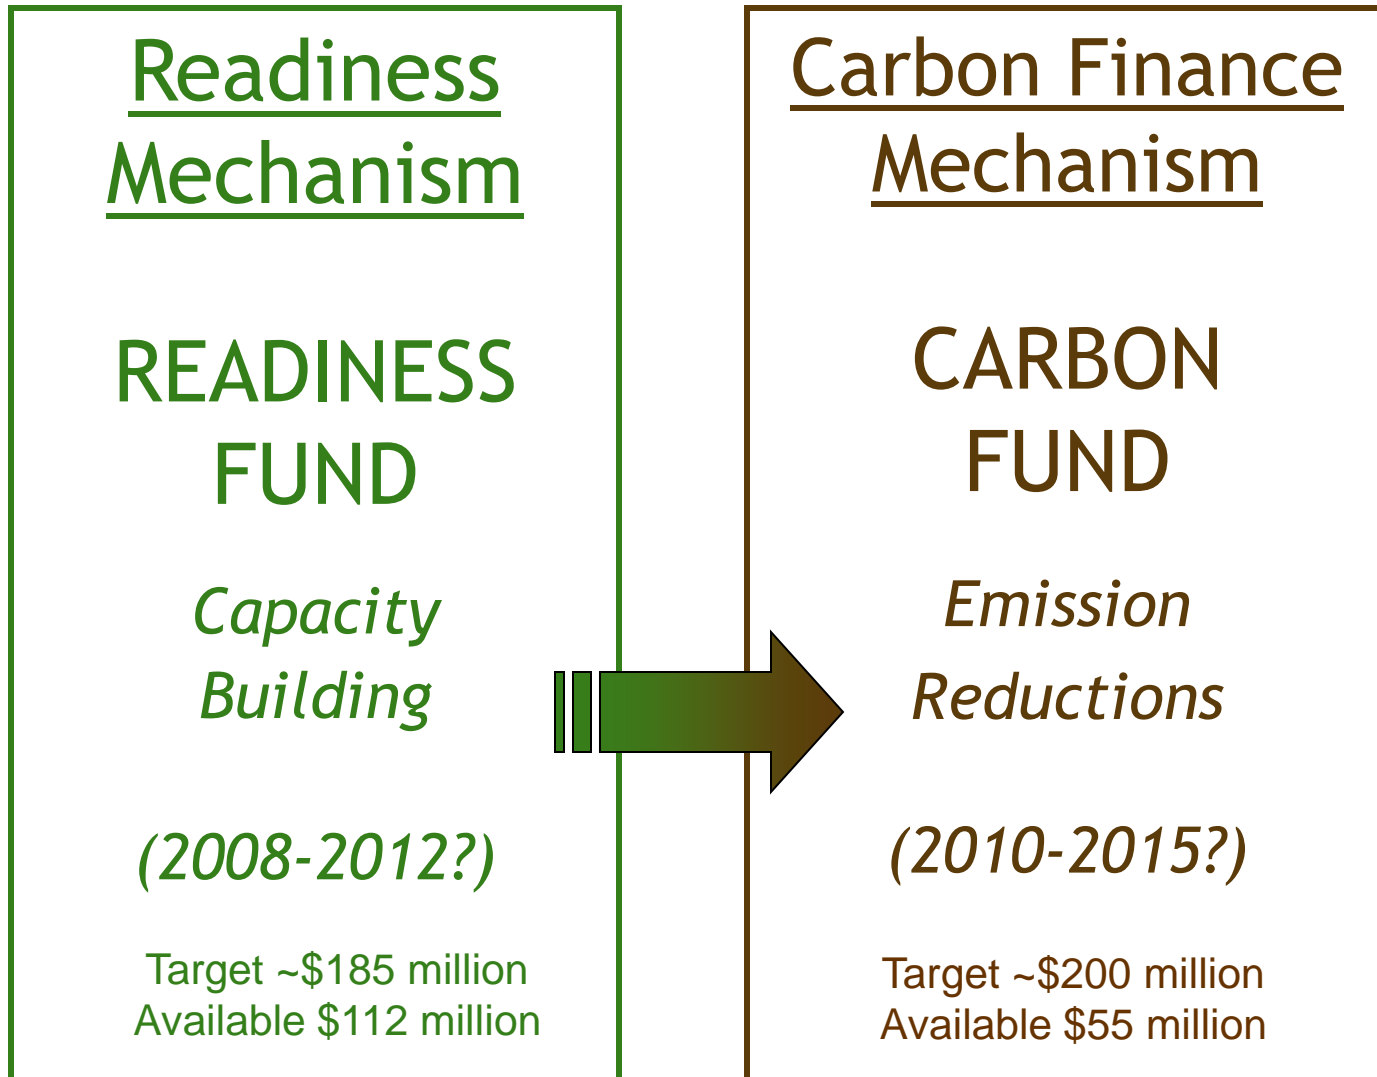 Readiness
Mechanism
READINESS
FUND
Capacity
Building
(2008-2012?)
Target ~$185 million
Available $112 million
Carbon Finance
Mechanism
CARBON
FUND
Emission
Reductions
(2010-2015?)
Target ~$200 million
Available $55 million